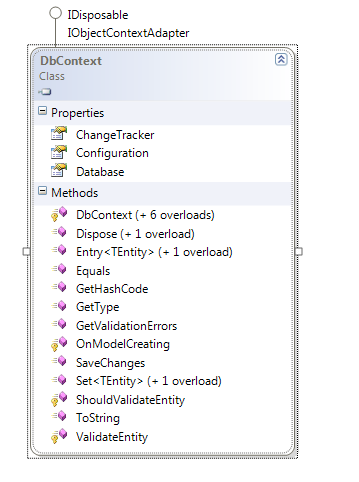 IDisposable
IObjectContextAdapter
DbContext
Class
Properties
ChangeTracker
Configuration
Database
Methods
DbContext (+ 6 overloads)
Dispose (+ 1 overload)
Entry<TEntity> (+ 1 overload)
Equals
GetHashCode
GetType
GetValidationErrors
OnModelCreating
SaveChanges
Set<TEntity> (+ 1 overload)
ShouldValidateEntity
ToString
ValidateEntity